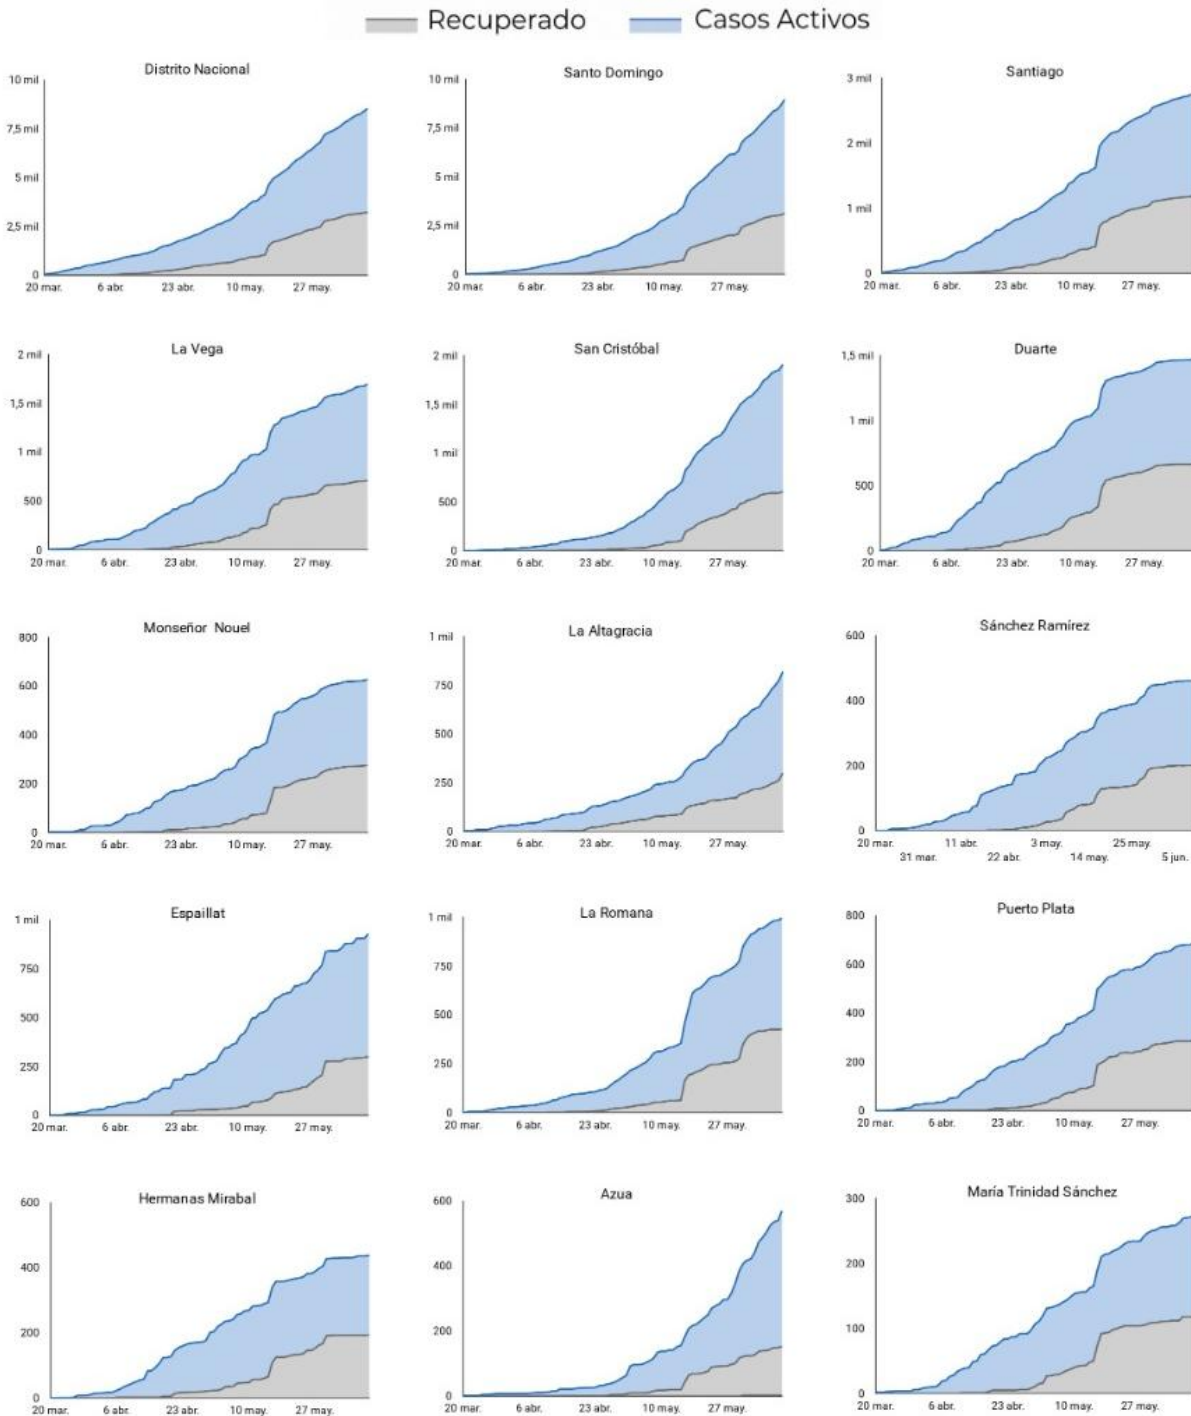 Recuperado Casos Activos
Distrito Nacional
10 mil
7,5 mil
5 mil
2,5 mil
0
20 mar. 6 abr. 23 abr. 10 may. 27 may.
Santo Domingo
10 mil
7,5 mil
5 mil
2,5 mil
0
20 mar. 6 abr. 23 abr. 10 may. 27 may.
Santiago
3 mil
2 mil
1 mil
0
20 mar. 6 abr. 23 abr. 10 may. 27 may.
La Vega
2 mil
1,5 mil
1 mil
500
0
20 mar. 6 abr. 23 abr. 10 may. 27 may.
San Cristóbal
2 mil
1,5 mil
1 mil
500
0
20 mar. 6 abr. 23 abr. 10 may. 27 may.
Duarte
1,5 mil
1 mil
500
0
20 mar. 6 abr. 23 abr. 10 may. 27 may.
Monseñor Nouel
800
600
400
200
0
20 mar. 6 abr. 23 abr. 10 may. 27 may.
La Altagracia
1 mil
750
500
250
0
20 mar. 6 abr. 23 abr. 10 may. 27 may.
Sánchez Ramírez
600
400
200
0
20 mar. 11 abr. 3 may. 25 may.
31 mar. 22 abr. 14 may. 5 jun.
Espaillat
1 mil
750
500
250
0
20 mar. 6 abr. 23 abr. 10 may. 27 may.
La Romana
1 mil
750
500
250
0
20 mar. 6 abr. 23 abr. 10 may. 27 may.
Puerto Plata
800
600
400
200
0
20 mar. 6 abr. 23 abr. 10 may. 27 may.
Hermanas Mirabal
600
400
200
0
20 mar. 6 abr. 23 abr. 10 may. 27 may.
Azua
600
400
200
0
20 mar. 6 abr. 23 abr. 10 may. 27 may.
María Trinidad Sánchez
300
200
100
0
20 mar. 6 abr. 23 abr. 10 may. 27 may.